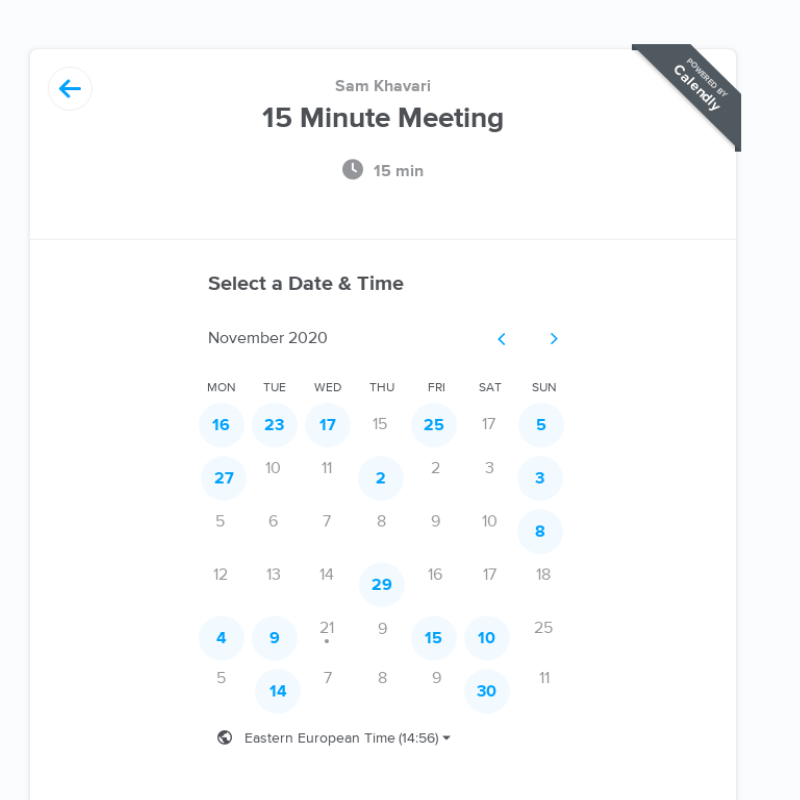 POWERED BY
Calendly
Sam Khavari
15 Minute Meeting
15 min
Select a Date & Time
November 2020
MON TUE WED THU FRI SAT SUN
16 23 17 15 25 17 5
27 10 11 2 2 3 3
5 6 7 8 9 10 8
12 13 14 29 16 17 18
4 9 21 9 15 10 25
5 14 7 8 9 30 11
Eastern European Time (14:56)